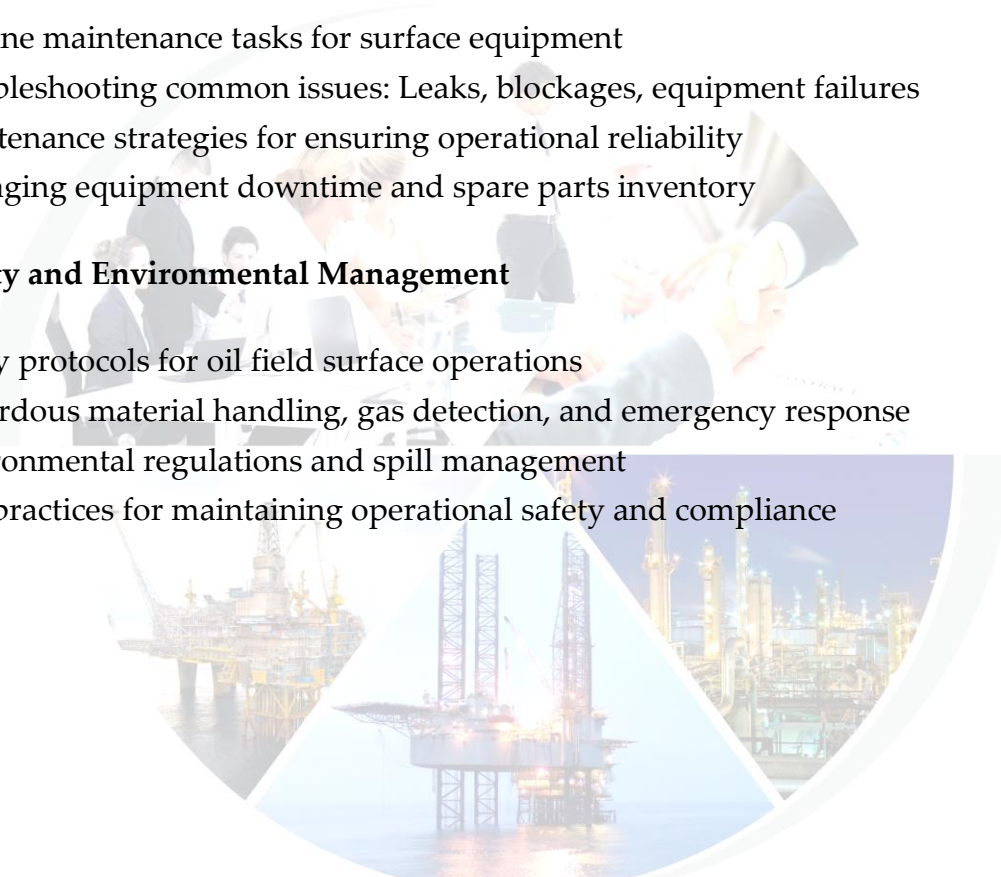 ne maintenance tasks for surface equipment
bleshooting common issues: Leaks, blockages, equipment failures
tenance strategies for ensuring operational reliability
ging equipment downtime and spare parts inventory
y and Environmental Management
y protocols for oil field surface operations
rdous material handling, gas detection, and emergency response
ronmental regulations and spill management
practices for maintaining operational safety and compliance
CONTRACT